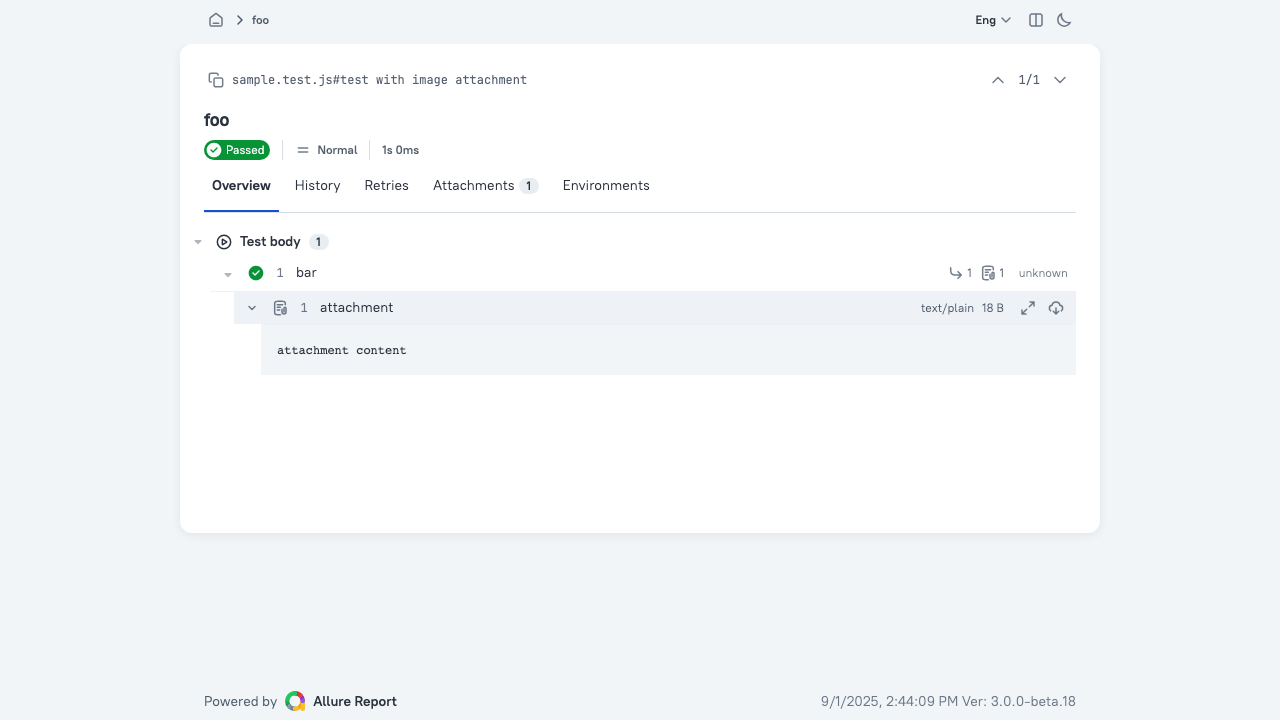 foo
Eng
sample.test.js#test with image attachment
1/1
foo
Passed
Normal
1s 0ms
Overview
History
Retries
Attachments 1
Environments
Test body 1
1 bar
1
1
unknown
1 attachment
text/plain 18 B
attachment content
Powered by Allure Report
9/1/2025, 2:44:09 PM Ver: 3.0.0-beta.18